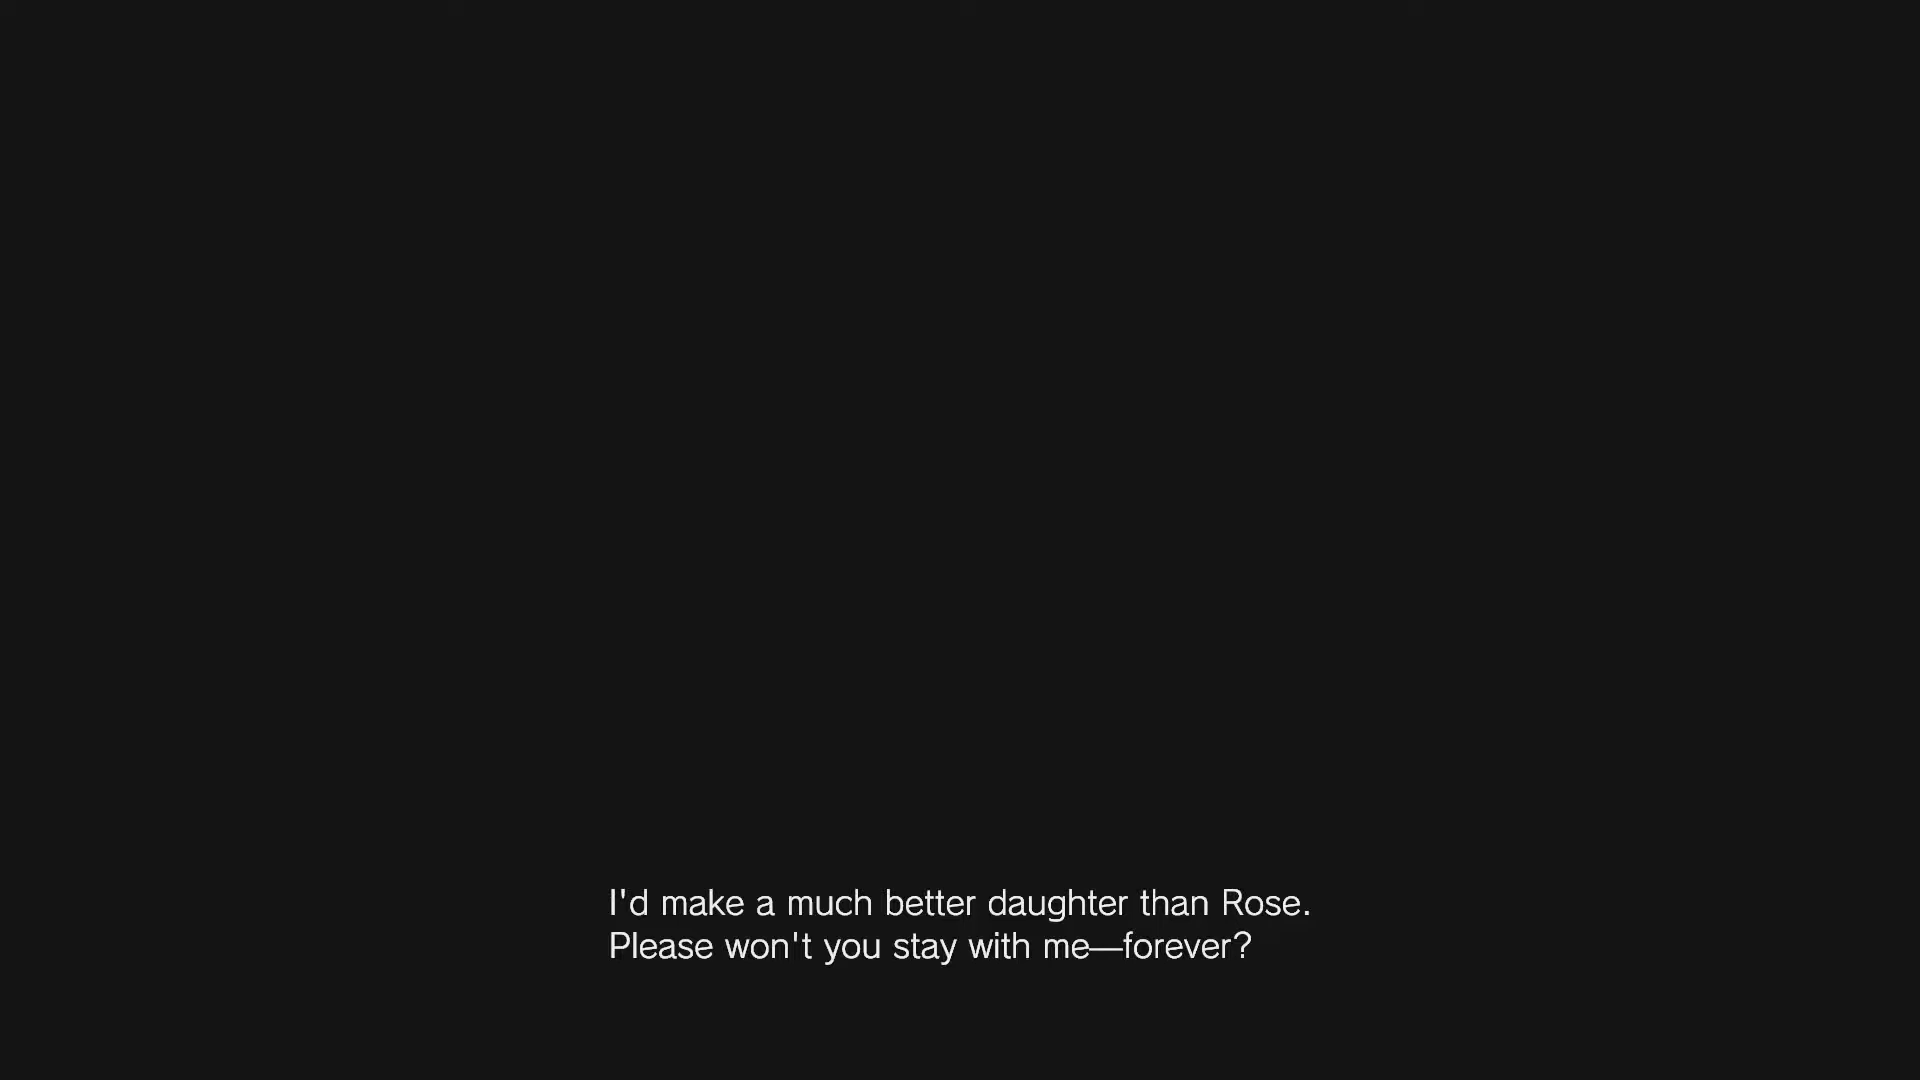 I'd make a much better daughter than Rose.
Please won't you stay with me—forever?